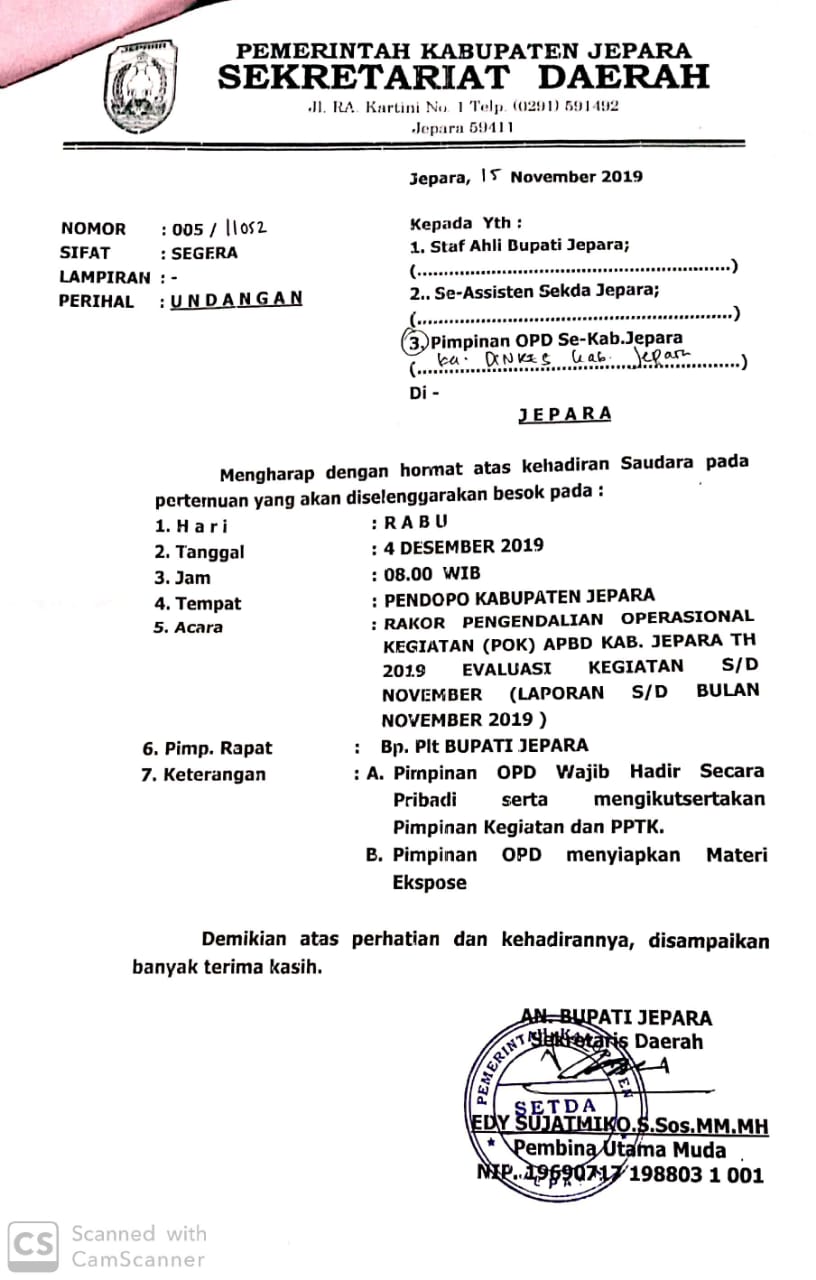 JEPARA
PEMERINTAH KABUPATEN JEPARA
SEKRETARIAT DAERAH
Jl. RA. Kartini No. 1 Telp. (0291) 591492
Jepara 59411
Jepara, 15 November 2019
NOMOR : 005 / 11052
SIFAT : SEGERA
LAMPIRAN : -
PERIHAL : UNDANGAN
Kepada Yth :
1. Staf Ahli Bupati Jepara;
(..............................................................)
2.. Se-Assisten Sekda Jepara;
(..............................................................)
3. Pimpinan OPD Se-Kab.Jepara
(ka. DINKES Kab. Jepara)
Di -
JEPARA
Mengharap dengan hormat atas kehadiran Saudara pada
perternuan yang akan diselenggarakan besok pada :
1. H a r i : R A B U
2. Tanggal : 4 DESEMBER 2019
3. Jam : 08.00 WIB
4. Tempat : PENDOPO KABUPATEN JEPARA
5. Acara : RAKOR PENGENDALIAN OPERASIONAL
KEGIATAN (POK) APBD KAB. JEPARA TH
2019 EVALUASI KEGIATAN S/D
NOVEMBER (LAPORAN S/D BULAN
NOVEMBER 2019 )
6. Pimp. Rapat : Bp. Plt BUPATI JEPARA
7. Keterangan : A. Pimpinan OPD Wajib Hadir Secara
Pribadi serta mengikutsertakan
Pimpinan Kegiatan dan PPTK.
B. Pimpinan OPD menyiapkan Materi
Ekspose
Demikian atas perhatian dan kehadirannya, disampaikan
banyak terima kasih.
AN. BUPATI JEPARA
Sekretaris Daerah
PEMERINTAH KABUPATEN
SETDA
EDY SUJATMIKO.S.Sos.MM.MH
Pembina Utama Muda
NIP. 19690717 198803 1 001
CS Scanned with
CamScanner